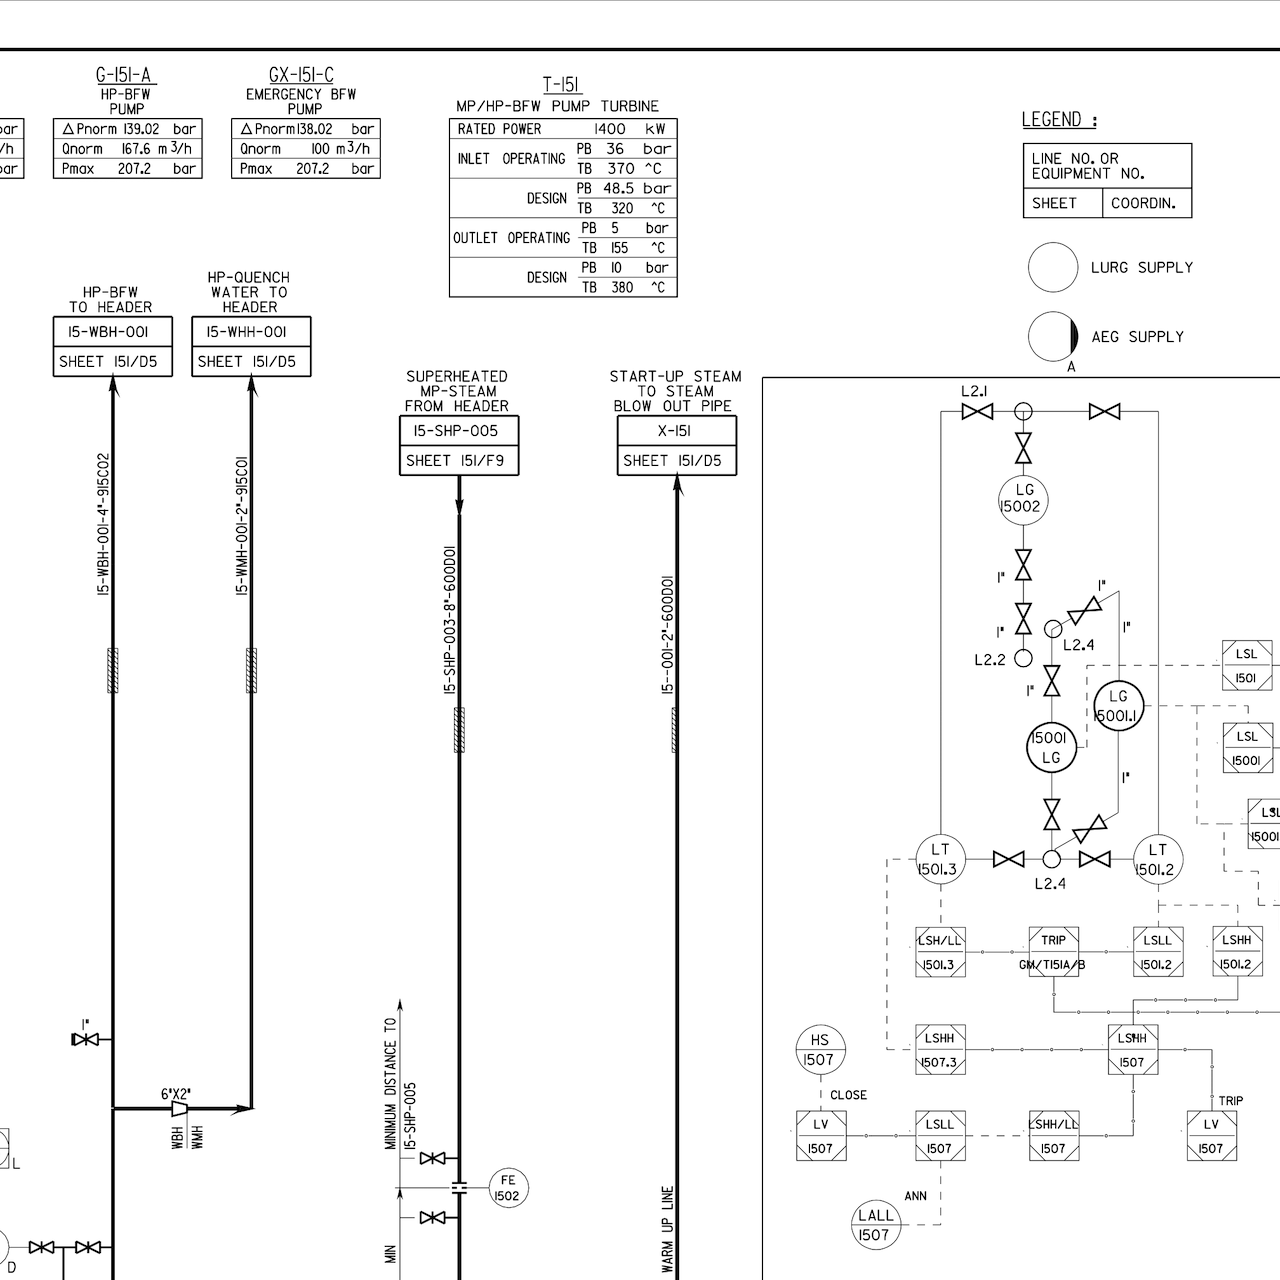 G-151-A
HP-BFW
PUMP
△Pnorm 139.02 bar
Qnorm 167.6 m3/h
Pmax 207.2 bar
GX-151-C
EMERGENCY BFW
PUMP
△Pnorm138.02 bar
Qnorm 100 m3/h
Pmax 207.2 bar
bar
/h
bar
T-151
MP/HP-BFW PUMP TURBINE
RATED POWER 1400 kW
INLET OPERATING PB 36 bar
TB 370 °C
DESIGN PB 48.5 bar
TB 320 °C
OUTLET OPERATING PB 5 bar
TB 155 °C
DESIGN PB 10 bar
TB 380 °C
LEGEND :
LINE NO. OR
EQUIPMENT NO.
SHEET COORDIN.
LURG SUPPLY
AEG SUPPLY
A
HP-BFW
TO HEADER
15-WBH-001
SHEET 151/D5
HP-QUENCH
WATER TO
HEADER
15-WHH-001
SHEET 151/D5
SUPERHEATED
MP-STEAM
FROM HEADER
15-SHP-005
SHEET 151/F9
START-UP STEAM
TO STEAM
BLOW OUT PIPE
X-151
SHEET 151/D5
15-WBH-001-4"-915C02
15-WMH-001-2"-915C01
15-SHP-003-8"-600D01
15--001-2"-600D01
L2.1
LG
15002
1"
1"
L2.2
1"
1"
L2.4
1"
LG
15001.1
15001
LG
1"
L2.4
LSL
1501
LSL
15001
LSL
15001
LT
1501.3
LT
1501.2
LSH/LL
1501.3
TRIP
GM/T151A/B
LSLL
1501.2
LSHH
1501.2
HS
1507
CLOSE
LSHH
1507.3
LSHH
1507
TRIP
LV
1507
LSLL
1507
LSHH/LL
1507
LV
1507
ANN
LALL
1507
1"
6"X2"
WBH
WMH
L
D
MINIMUM DISTANCE TO
15-SHP-005
FE
1502
MIN
WARM UP LINE